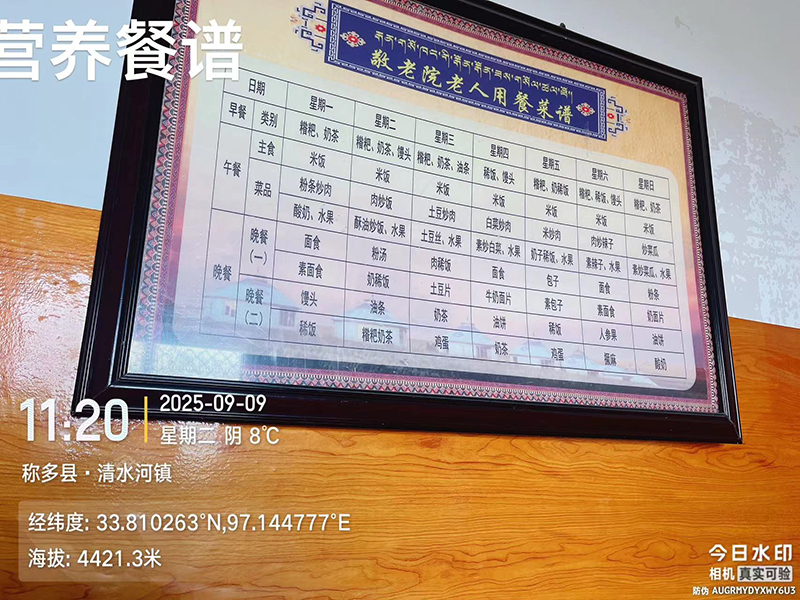 营养餐谱
敬老院老人用餐菜谱
日期 星期一 星期二 星期三 星期四 星期五 星期六 星期日
早餐 类别 糌粑、奶茶 糌粑、奶茶、馒头 糌粑、奶茶、油条 稀饭、馒头 糌粑、奶稀饭 糌粑、稀饭、馒头 糌粑、奶茶
午餐 主食 米饭 米饭 米饭 米饭 米饭 米饭 米饭
菜品 粉条炒肉 肉炒饭 土豆炒肉 白菜炒肉 米炒肉 肉炒辣子 炒菜瓜
酸奶、水果 酥油炒饭、水果 土豆丝、水果 素炒白菜、水果 奶子稀饭、水果 素辣子、水果 素炒菜瓜、水果
晚餐 晚餐（一） 面食 粉汤 肉稀饭 面食 包子 面食 粉条
素面食 奶稀饭 土豆片 牛奶面片 素包子 素面食 奶面片
晚餐（二） 馒头 油条 奶茶 油饼 稀饭 人参果 油饼
稀饭 糌粑奶茶 鸡蛋 奶茶 鸡蛋 酸奶
11:20
2025-09-09
星期二 阴 8℃
称多县·清水河镇
经纬度: 33.810263°N,97.144777°E
海拔: 4421.3米
今日水印
相机 真实可验
防伪 AUGRMYDYXWY6U3